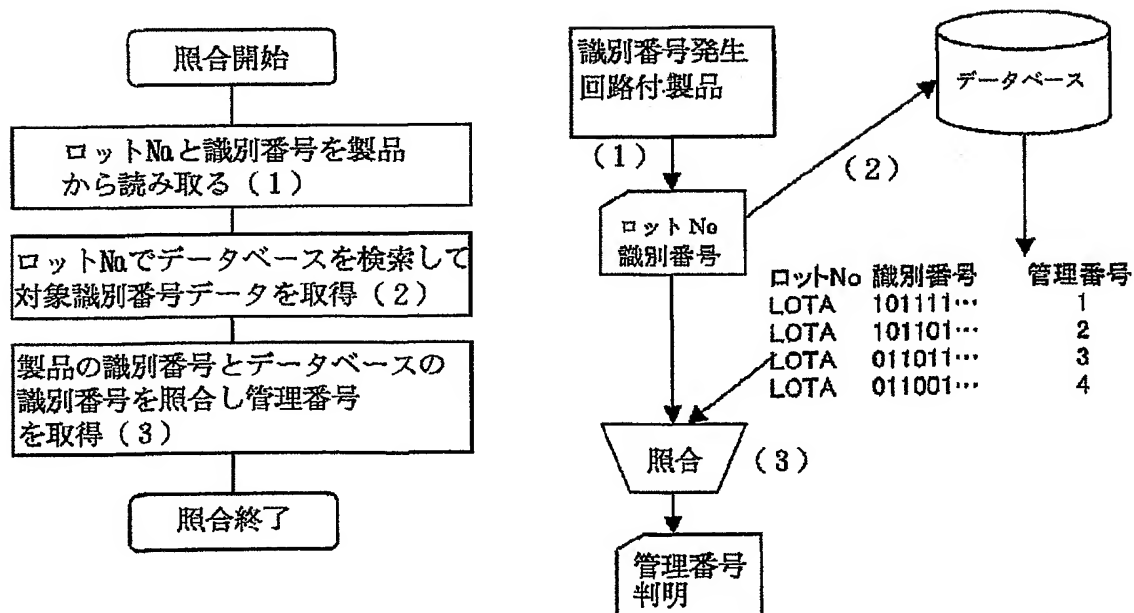 照合開始
ロット№と識別番号を製品
から読み取る(1)
ロット№でデータベースを検索して
対象識別番号データを取得(2)
製品の識別番号とデータベースの
識別番号を照合し管理番号
を取得(3)
照合終了
識別番号発生
回路付製品
(1)
ロットNo
識別番号
(2)
データベース
ロットNo 識別番号 管理番号
LOTA 101111… 1
LOTA 101101… 2
LOTA 011011… 3
LOTA 011001… 4
照合
(3)
管理番号
判明